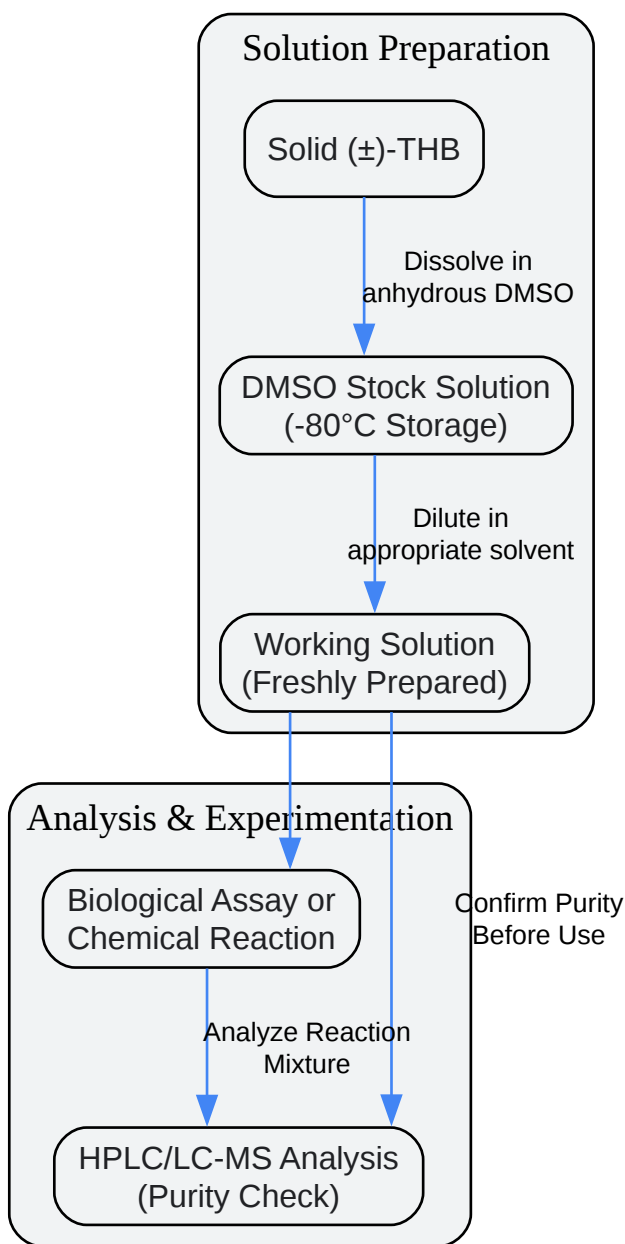 Solution Preparation
Solid (±)-THB
Dissolve in
anhydrous DMSO
DMSO Stock Solution
(-80°C Storage)
Dilute in
appropriate solvent
Working Solution
(Freshly Prepared)
Analysis & Experimentation
Biological Assay or
Chemical Reaction
Confirm Purity
Before Use
Analyze Reaction
Mixture
HPLC/LC-MS Analysis
(Purity Check)